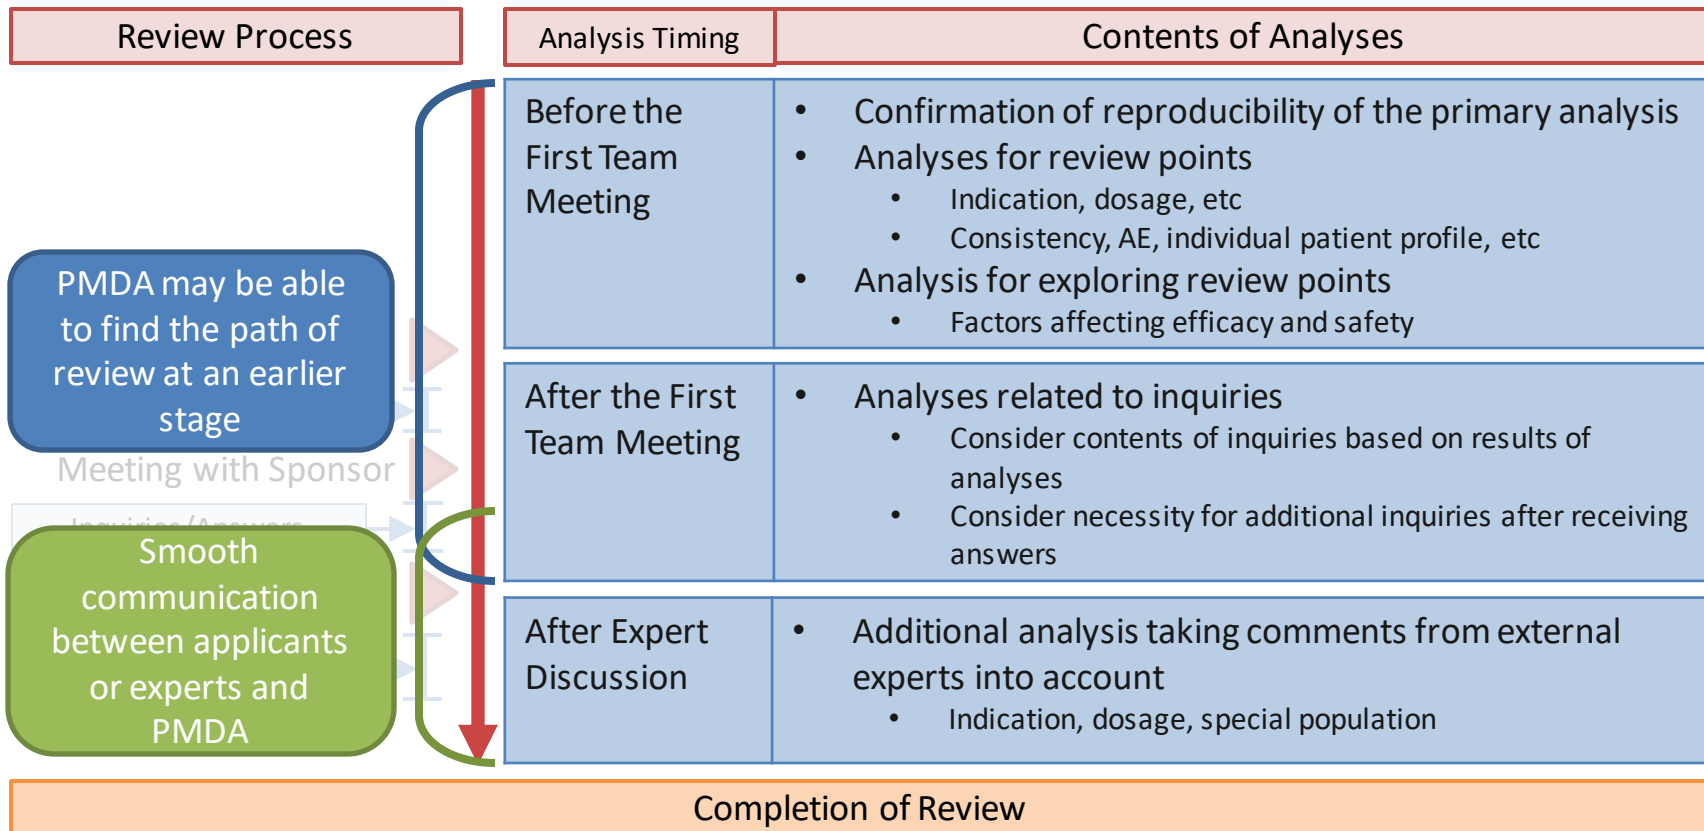 Review Process
Analysis Timing
Contents of Analyses
Before the
First Team
Meeting
• Confirmation of reproducibility of the primary analysis
• Analyses for review points
• Indication, dosage, etc
• Consistency, AE, individual patient profile, etc
• Analysis for exploring review points
• Factors affecting efficacy and safety
PMDA may be able
to find the path of
review at an earlier
stage
After the First
Team Meeting
• Analyses related to inquiries
• Consider contents of inquiries based on results of
analyses
• Consider necessity for additional inquiries after receiving
answers
Meeting with Sponsor
Inquiries/Answers
Smooth
communication
between applicants
or experts and
PMDA
After Expert
Discussion
• Additional analysis taking comments from external
experts into account
• Indication, dosage, special population
Completion of Review